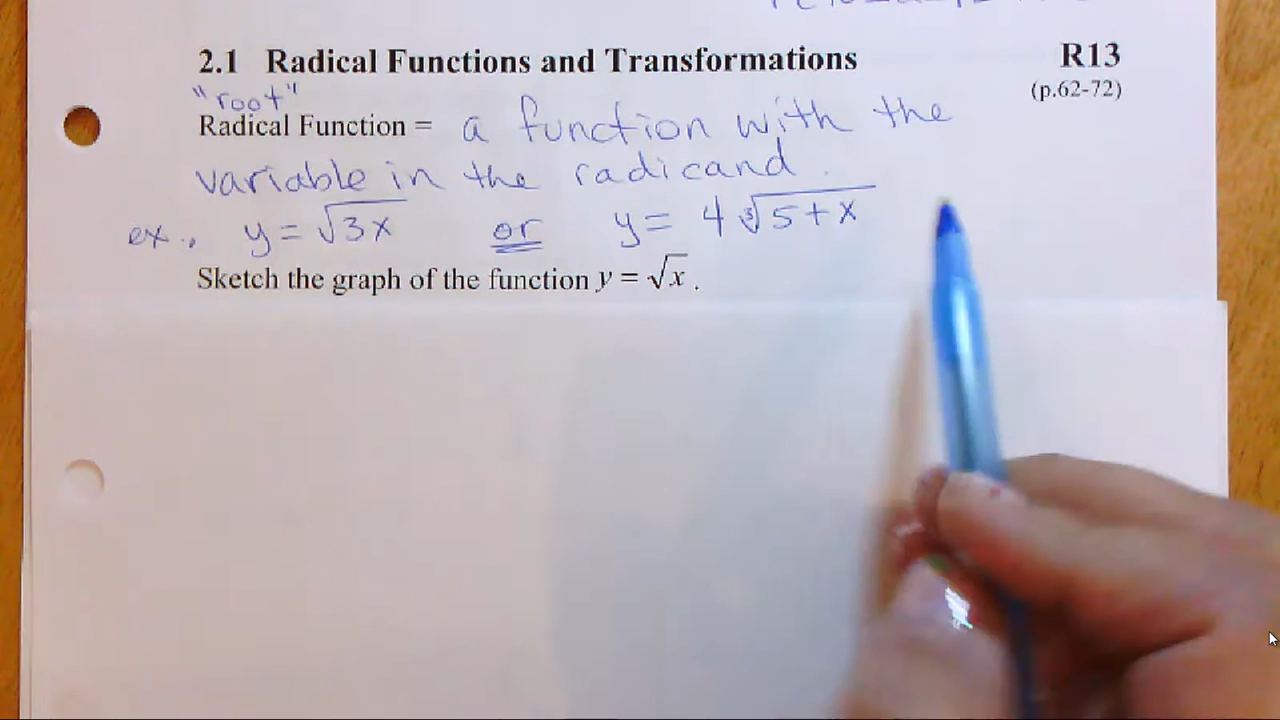 2.1 Radical Functions and Transformations R13
(p.62-72)
"root"
Radical Function = a function with the
variable in the radicand.
ex., y = √3x or y = 4 ∛5+x
Sketch the graph of the function y = √x.